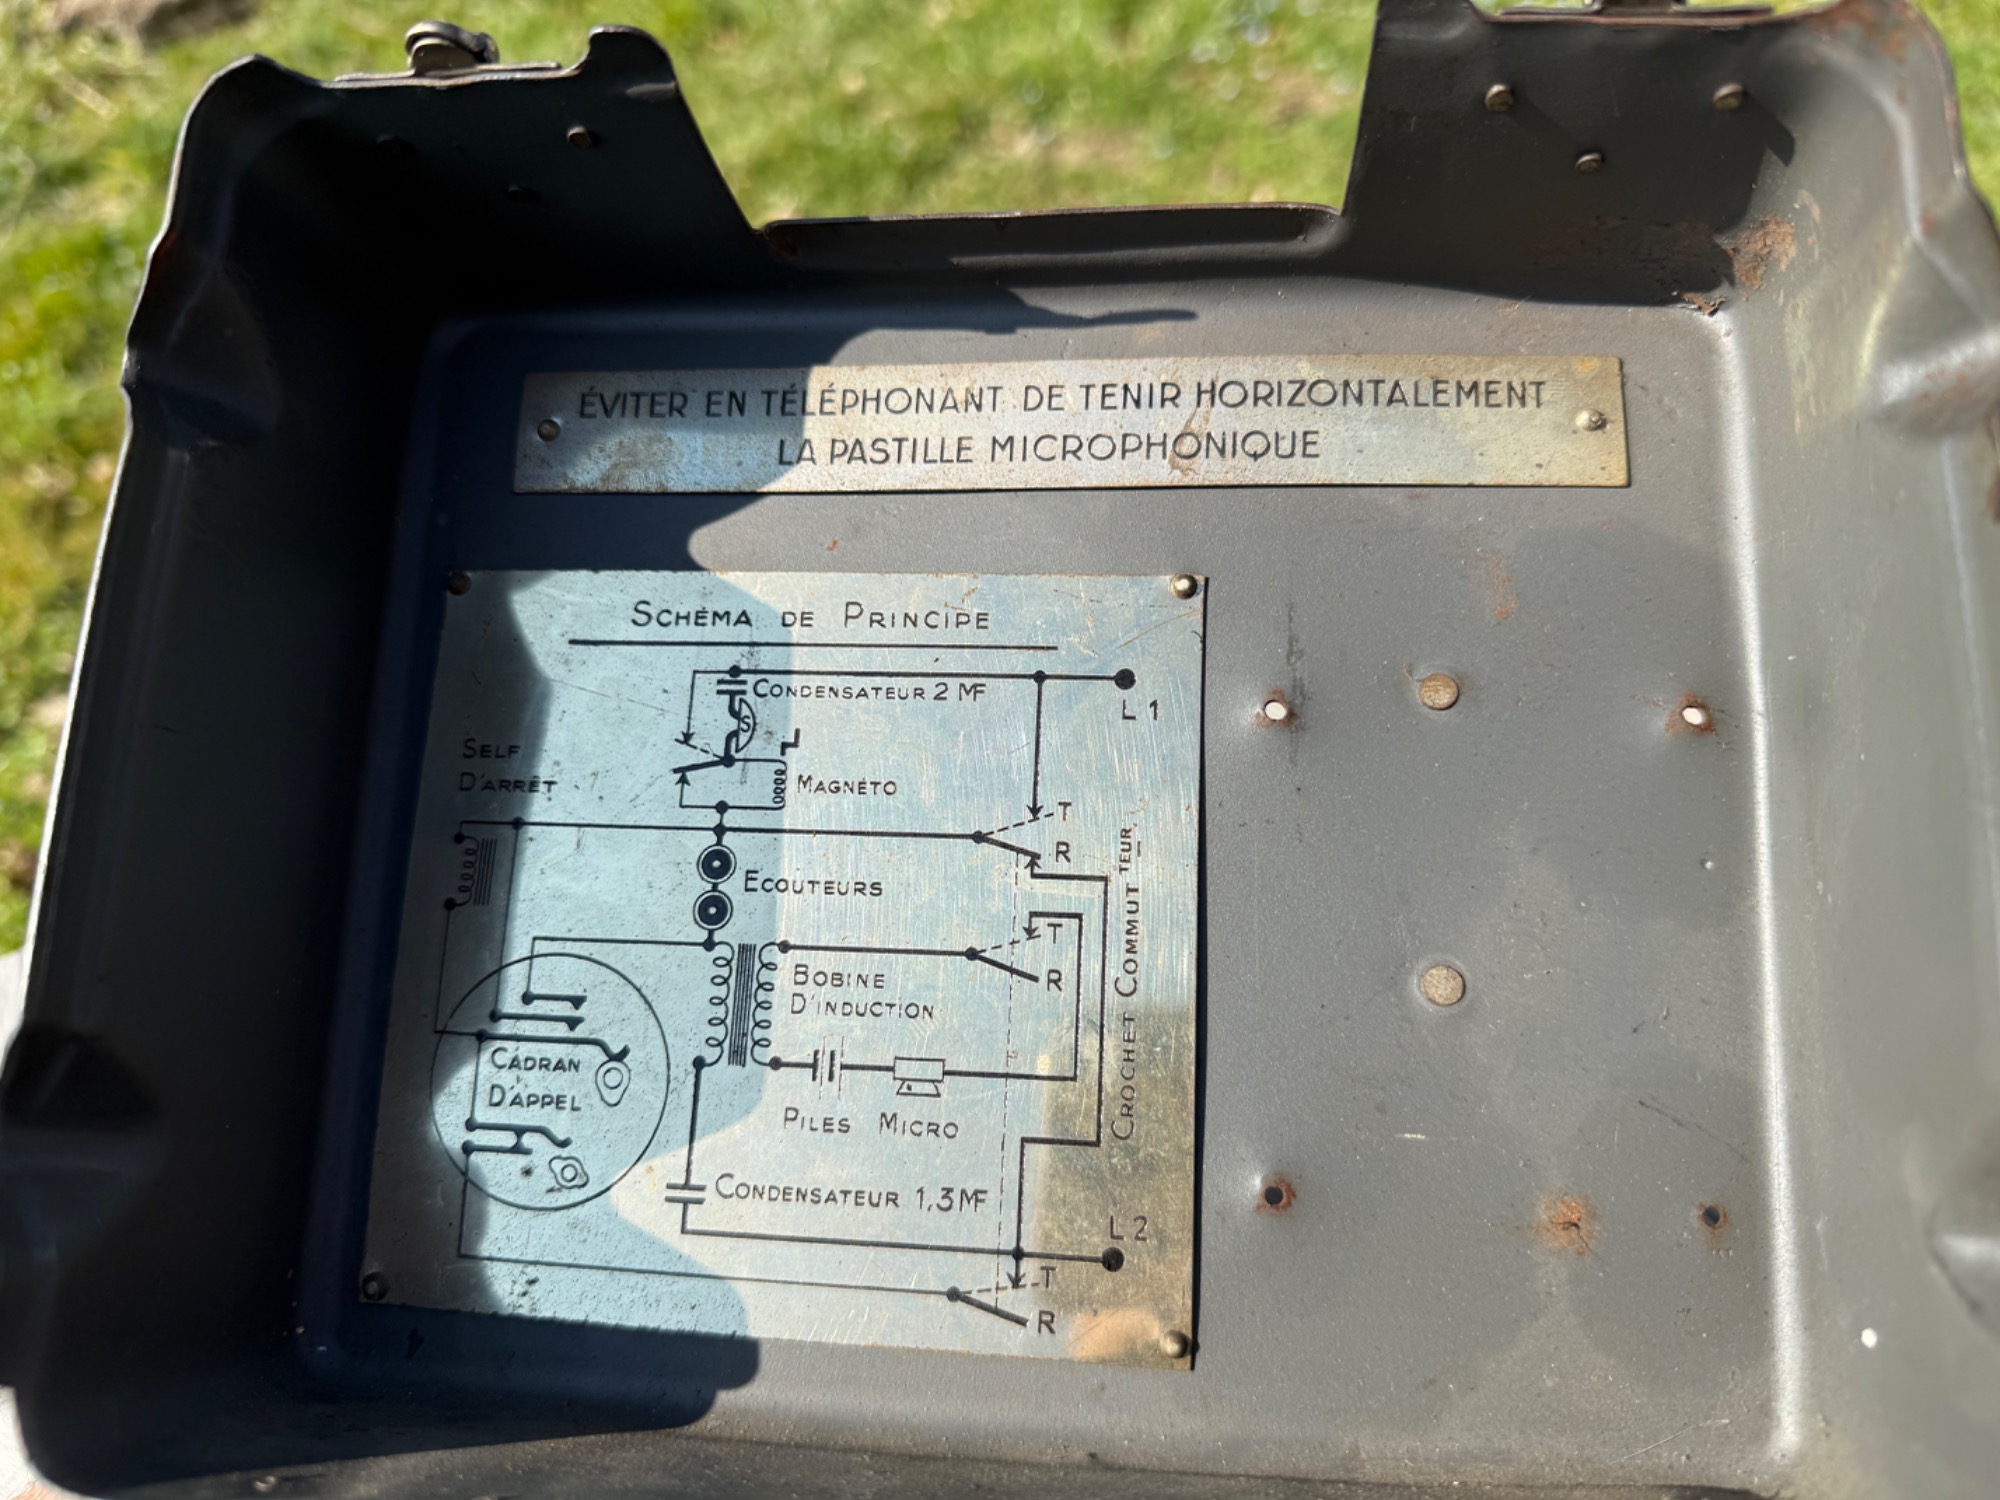 ÉVITER EN TÉLÉPHONANT DE TENIR HORIZONTALEMENT
LA PASTILLE MICROPHONIQUE
SCHÉMA DE PRINCIPE
CONDENSATEUR 2 MF
L 1
S
SELF
D'ARRÊT
MAGNÉTO
T
R
ECOUTEURS
T
R
BOBINE
D'INDUCTION
CADRAN
D'APPEL
PILES MICRO
CROCHET COMMUTTEUR
CONDENSATEUR 1,3 MF
L 2
T
R